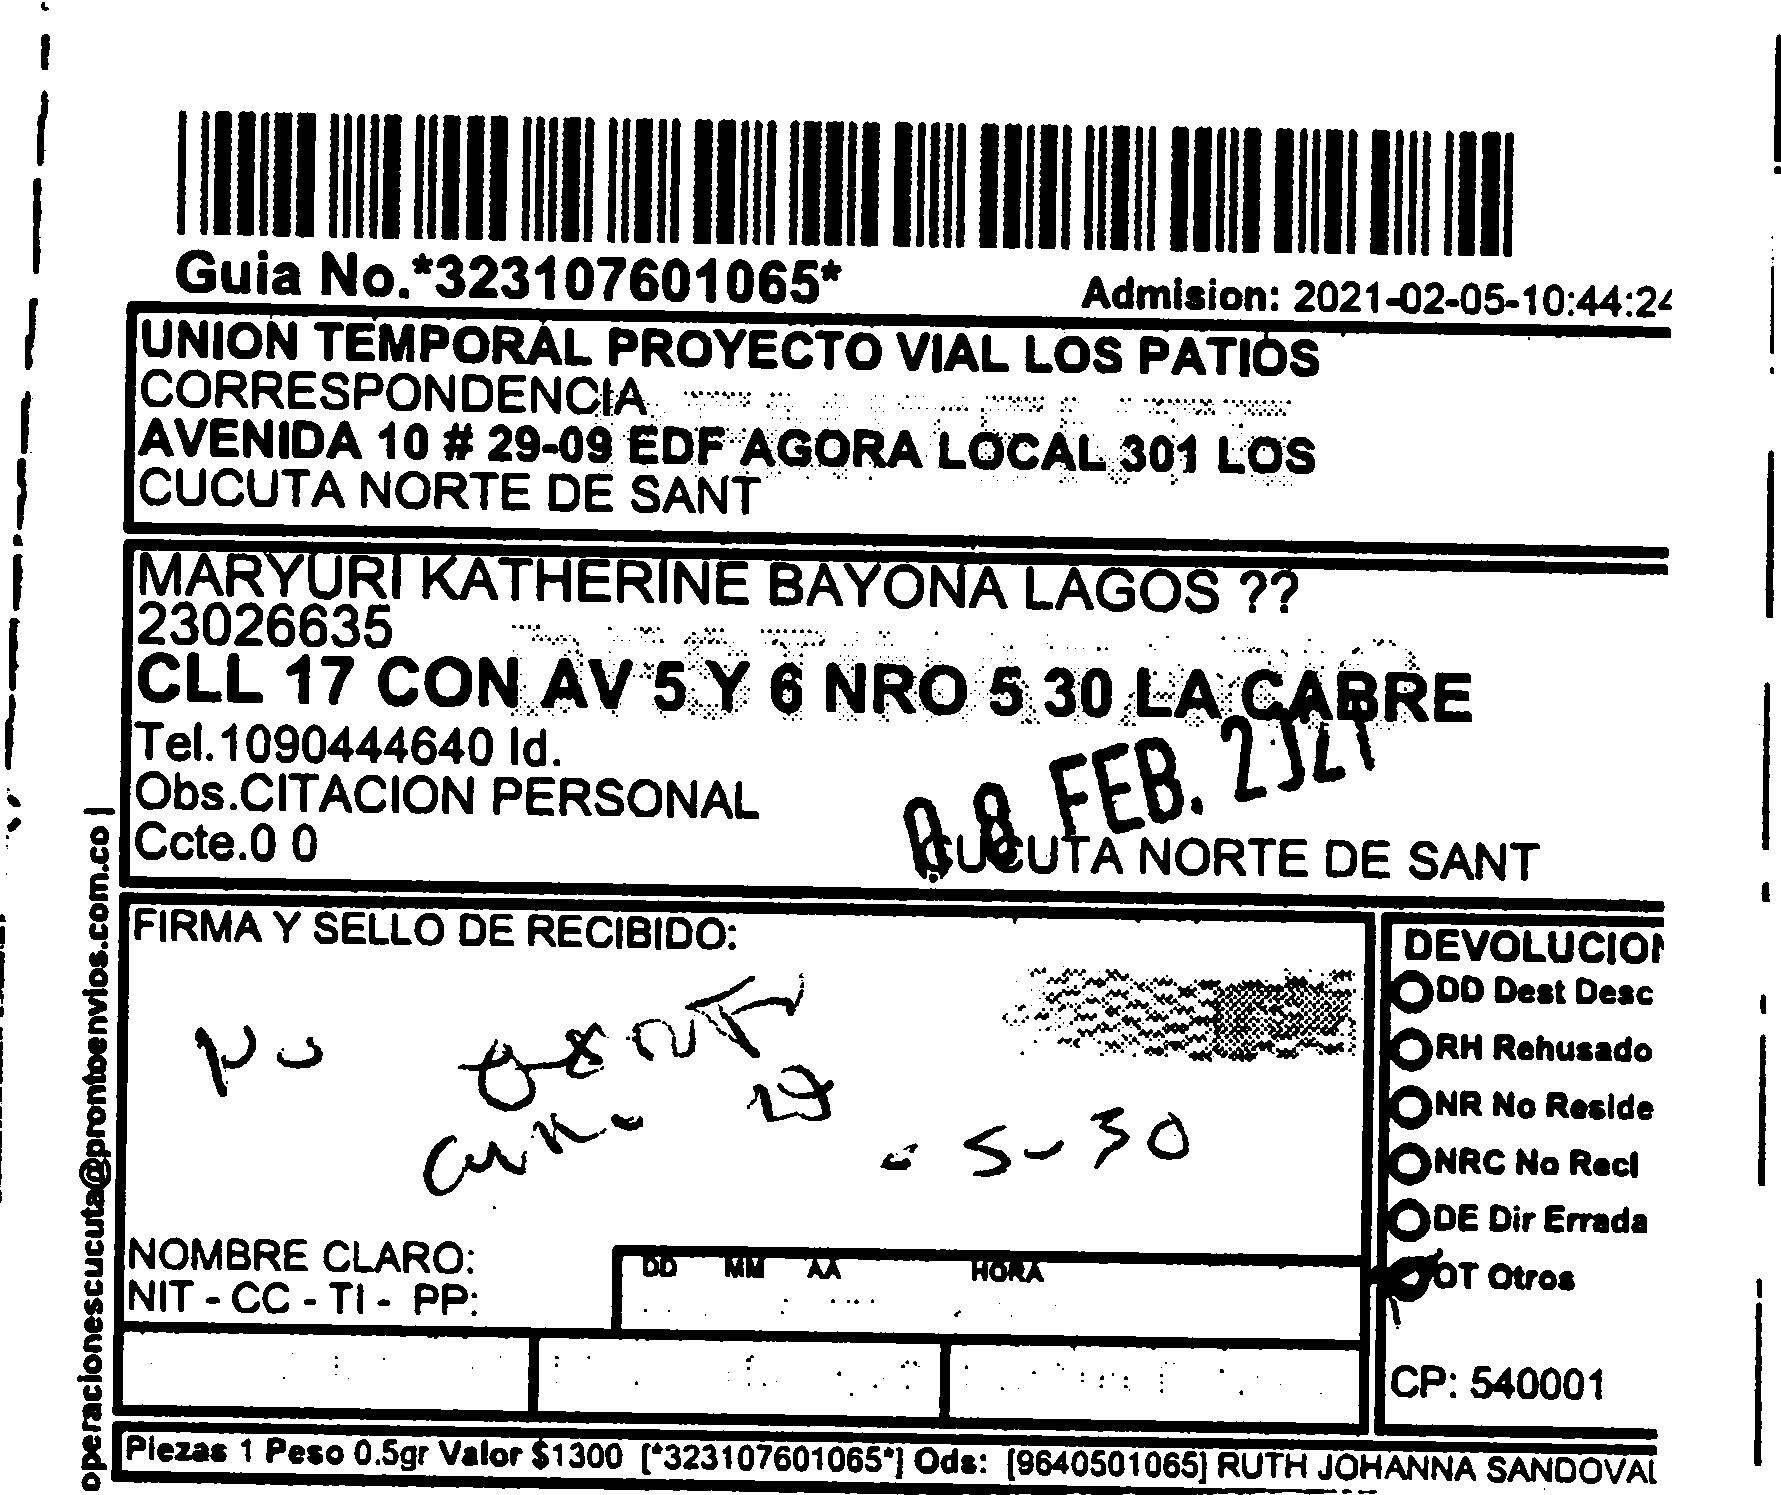 Guia No.*323107601065*
Admision: 2021-02-05-10:44:24
UNION TEMPORAL PROYECTO VIAL LOS PATIOS
CORRESPONDENCIA
AVENIDA 10 # 29-09 EDF AGORA LOCAL 301 LOS
CUCUTA NORTE DE SANT
MARYURI KATHERINE BAYONA LAGOS ??
23026635
CLL 17 CON AV 5 Y 6 NRO 5 30 LA CABRE
Tel.1090444640 Id.
Obs.CITACION PERSONAL
08 FEB. 2021
Ccte.0 0
CUCUTA NORTE DE SANT
operacionescucuta@prontoenvios.com.co |
FIRMA Y SELLO DE RECIBIDO:
No
5-30
NOMBRE CLARO:
NIT - CC - TI - PP:
DD MM AA HORA
DEVOLUCION
DD Dest Desc
RH Rehusado
NR No Reside
NRC No Recl
DE Dir Errada
OT Otros
CP: 540001
Piezas 1 Peso 0.5gr Valor $1300 [*323107601065*] Ods: [9640501065] RUTH JOHANNA SANDOVAL